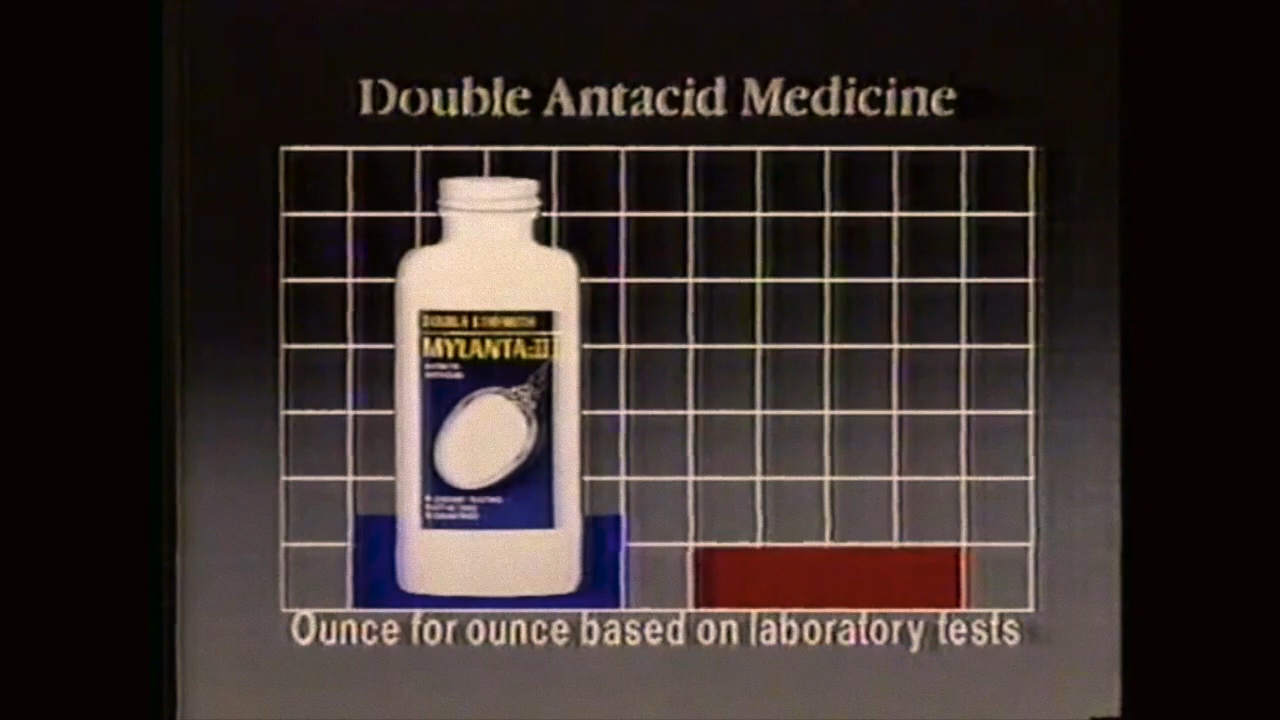 Double Antacid Medicine
DOUBLE STRENGTH
MYLANTA-II
Ounce for ounce based on laboratory tests